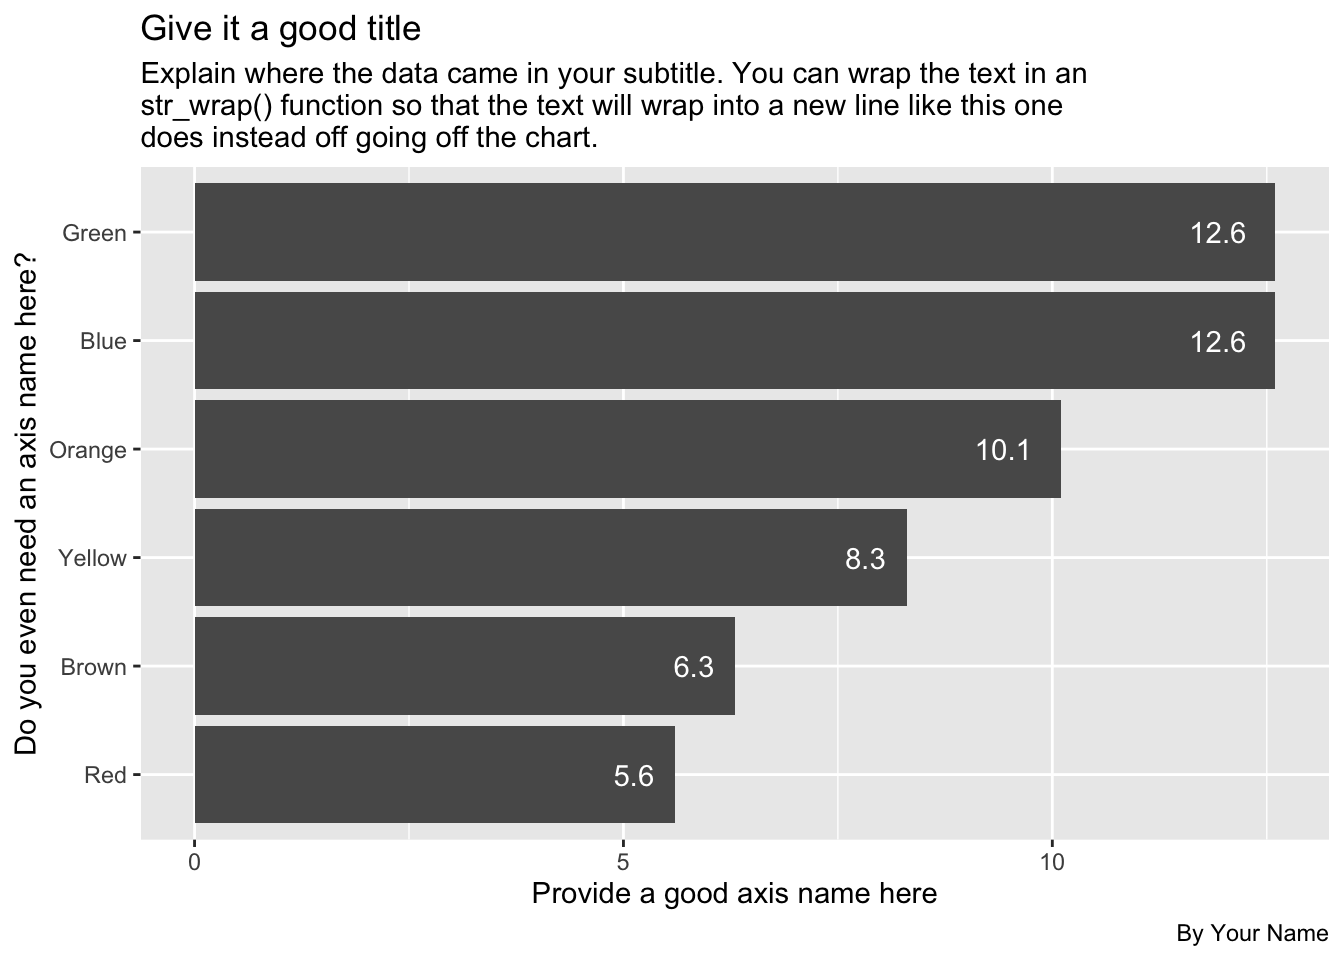 Give it a good title
Explain where the data came in your subtitle. You can wrap the text in an
str_wrap() function so that the text will wrap into a new line like this one
does instead off going off the chart.
Do you even need an axis name here?
Green
12.6
Blue
12.6
Orange
10.1
Yellow
8.3
Brown
6.3
Red
5.6
0
5
10
Provide a good axis name here
By Your Name